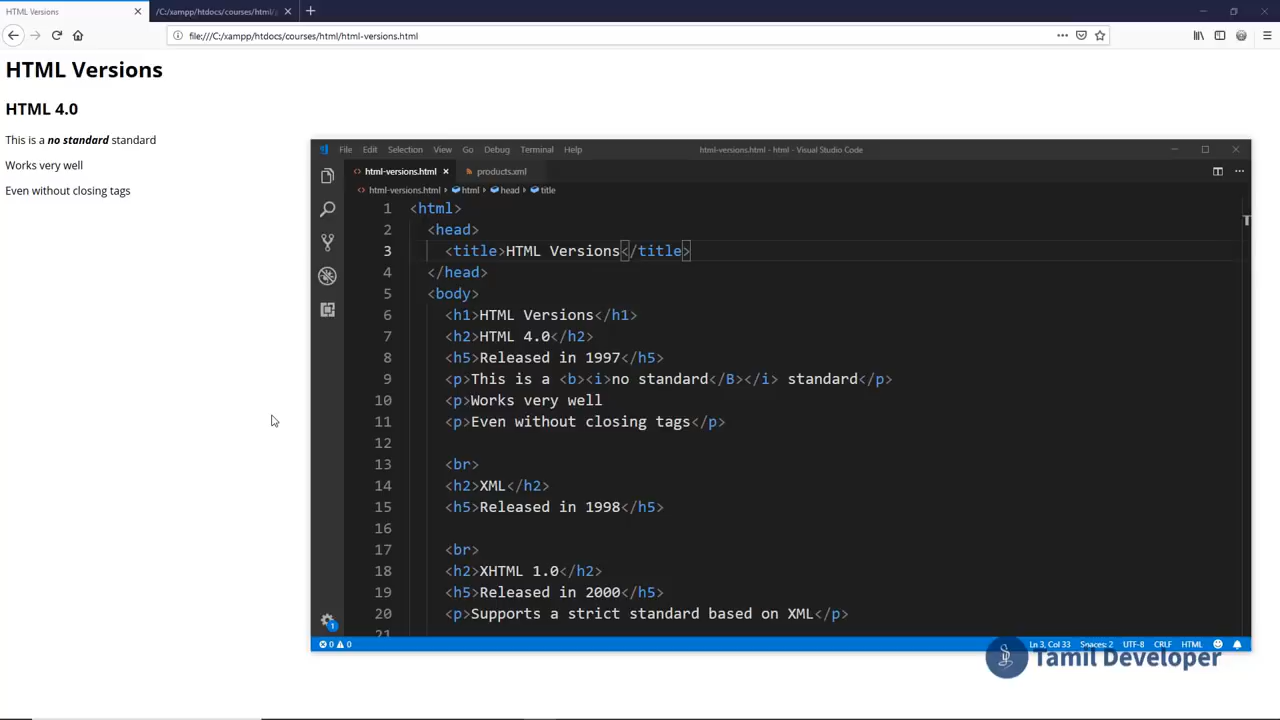 HTML Versions
/C:/xampp/htdocs/courses/html/
file:///C:/xampp/htdocs/courses/html/html-versions.html
HTML Versions
HTML 4.0
This is a no standard standard
Works very well
Even without closing tags
File Edit Selection View Go Debug Terminal Help
html-versions.html - html - Visual Studio Code
html-versions.html
products.xml
html-versions.html html head title
1 <html>
2 <head>
3 <title>HTML Versions</title>
4 </head>
5 <body>
6 <h1>HTML Versions</h1>
7 <h2>HTML 4.0</h2>
8 <h5>Released in 1997</h5>
9 <p>This is a <b><i>no standard</B></i> standard</p>
10 <p>Works very well
11 <p>Even without closing tags</p>
12
13 <br>
14 <h2>XML</h2>
15 <h5>Released in 1998</h5>
16
17 <br>
18 <h2>XHTML 1.0</h2>
19 <h5>Released in 2000</h5>
20 <p>Supports a strict standard based on XML</p>
21
1
0 0
Ln 3, Col 33 Spaces: 2 UTF-8 CRLF HTML
Tamil Developer